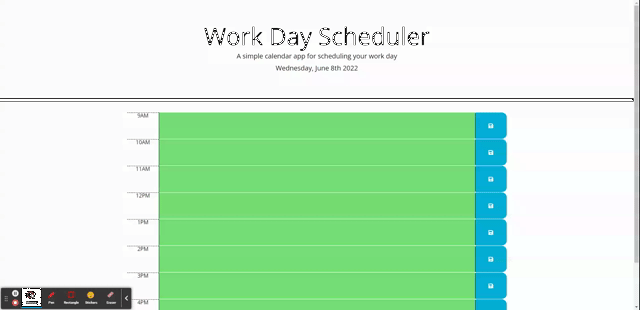 Work Day Scheduler
A simple calendar app for scheduling your work day
Wednesday, June 8th 2022
9AM
10AM
11AM
12PM
1PM
2PM
3PM
4PM
Pen
Rectangle
Stickers
Eraser